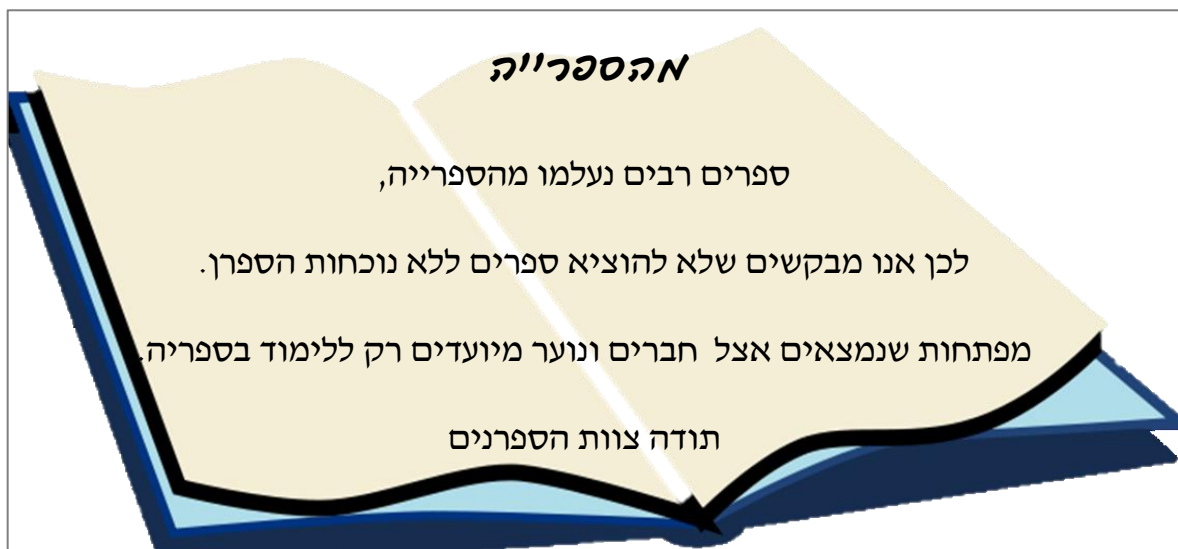 מהספרייה
ספרים רבים נעלמו מהספרייה,
לכן אנו מבקשים שלא להוציא ספרים ללא נוכחות הספרן.
מפתחות שנמצאים אצל חברים ונוער מיועדים רק ללימוד בספריה.
תודה צוות הספרנים